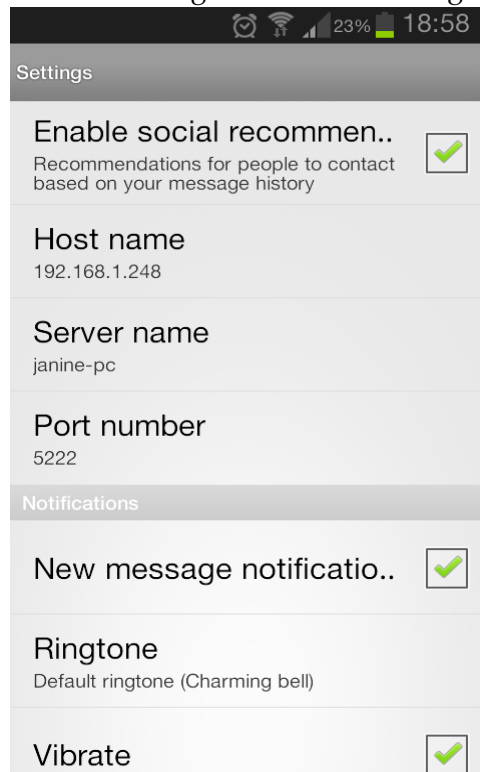 23% 18:58
Settings
Enable social recommen..
Recommendations for people to contact
based on your message history
Host name
192.168.1.248
Server name
janine-pc
Port number
5222
Notifications
New message notificatio..
Ringtone
Default ringtone (Charming bell)
Vibrate